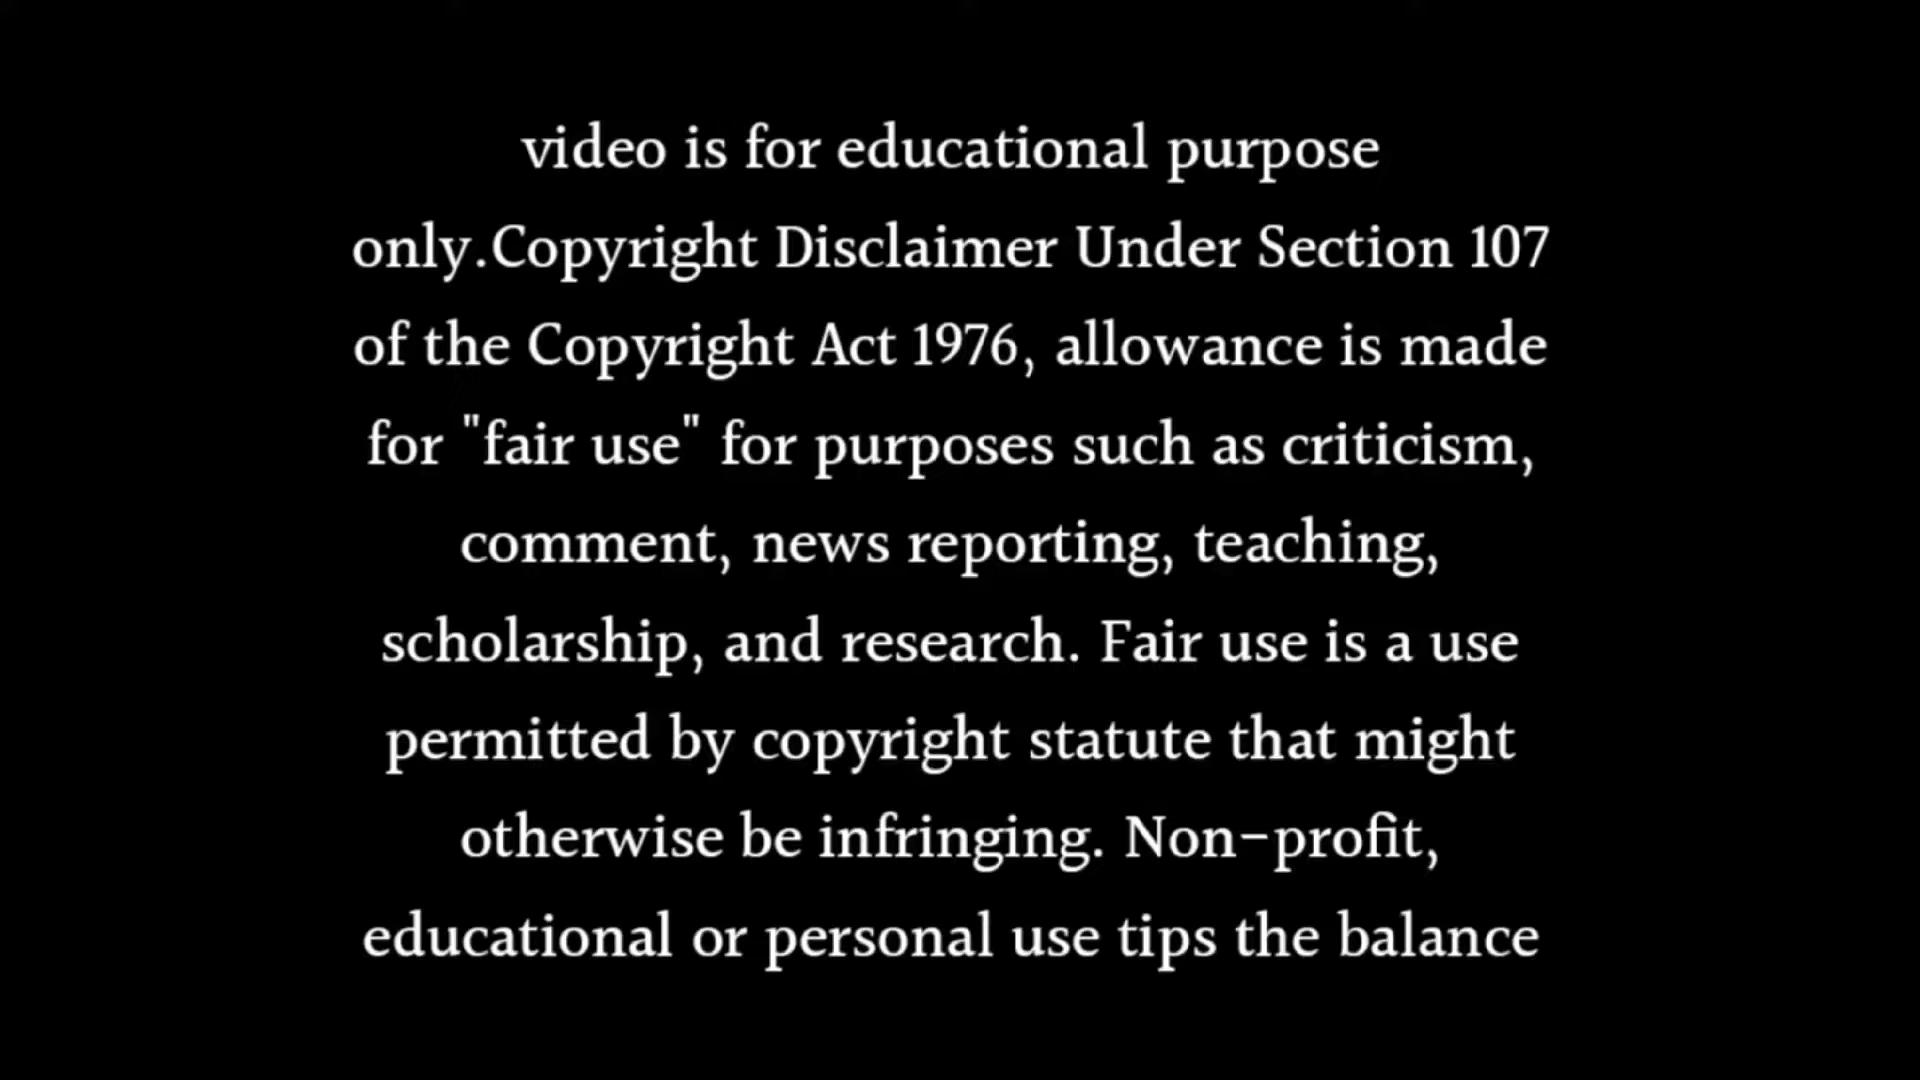 video is for educational purpose
only.Copyright Disclaimer Under Section 107
of the Copyright Act 1976, allowance is made
for "fair use" for purposes such as criticism,
comment, news reporting, teaching,
scholarship, and research. Fair use is a use
permitted by copyright statute that might
otherwise be infringing. Non-profit,
educational or personal use tips the balance